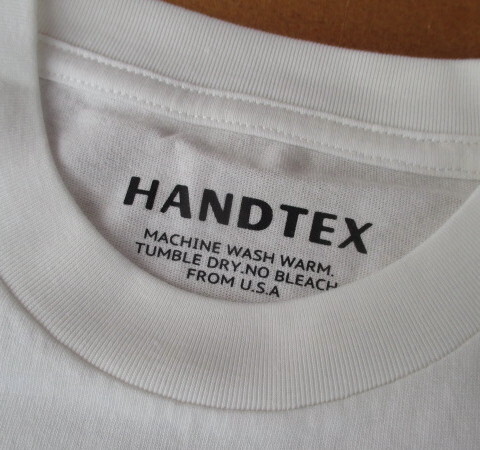 HANDTEX
MACHINE WASH WARM.
TUMBLE DRY.NO BLEACH
FROM U.S.A